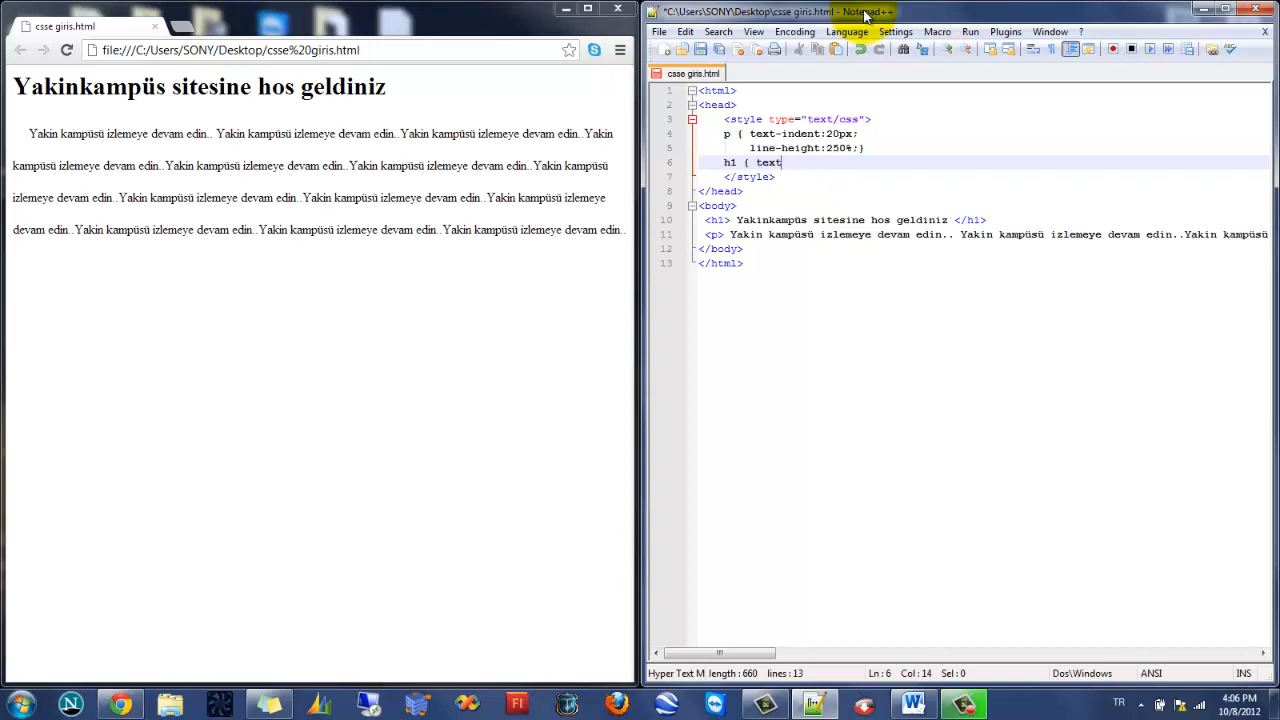 csse giris.html
file:///C:/Users/SONY/Desktop/csse%20giris.html
Yakinkampüs sitesine hos geldiniz
Yakin kampüsü izlemeye devam edin.. Yakin kampüsü izlemeye devam edin..Yakin kampüsü izlemeye devam edin..Yakin
kampüsü izlemeye devam edin..Yakin kampüsü izlemeye devam edin..Yakin kampüsü izlemeye devam edin..Yakin kampüsü
izlemeye devam edin..Yakin kampüsü izlemeye devam edin..Yakin kampüsü izlemeye devam edin..Yakin kampüsü izlemeye
devam edin..Yakin kampüsü izlemeye devam edin..Yakin kampüsü izlemeye devam edin..Yakin kampüsü izlemeye devam edin..
*C:\Users\SONY\Desktop\csse giris.html - Notepad++
File Edit Search View Encoding Language Settings Macro Run Plugins Window ? X
csse giris.html
1 <html>
2 <head>
3 <style type="text/css">
4 p { text-indent:20px;
5 line-height:250%;}
6 h1 { text
7 </style>
8 </head>
9 <body>
10 <h1> Yakinkampüs sitesine hos geldiniz </h1>
11 <p> Yakin kampüsü izlemeye devam edin.. Yakin kampüsü izlemeye devam edin..Yakin kampüsü
12 </body>
13 </html>
Hyper Text M length : 660 lines : 13 Ln : 6 Col : 14 Sel : 0 Dos\Windows ANSI INS
TR 4:06 PM
10/8/2012